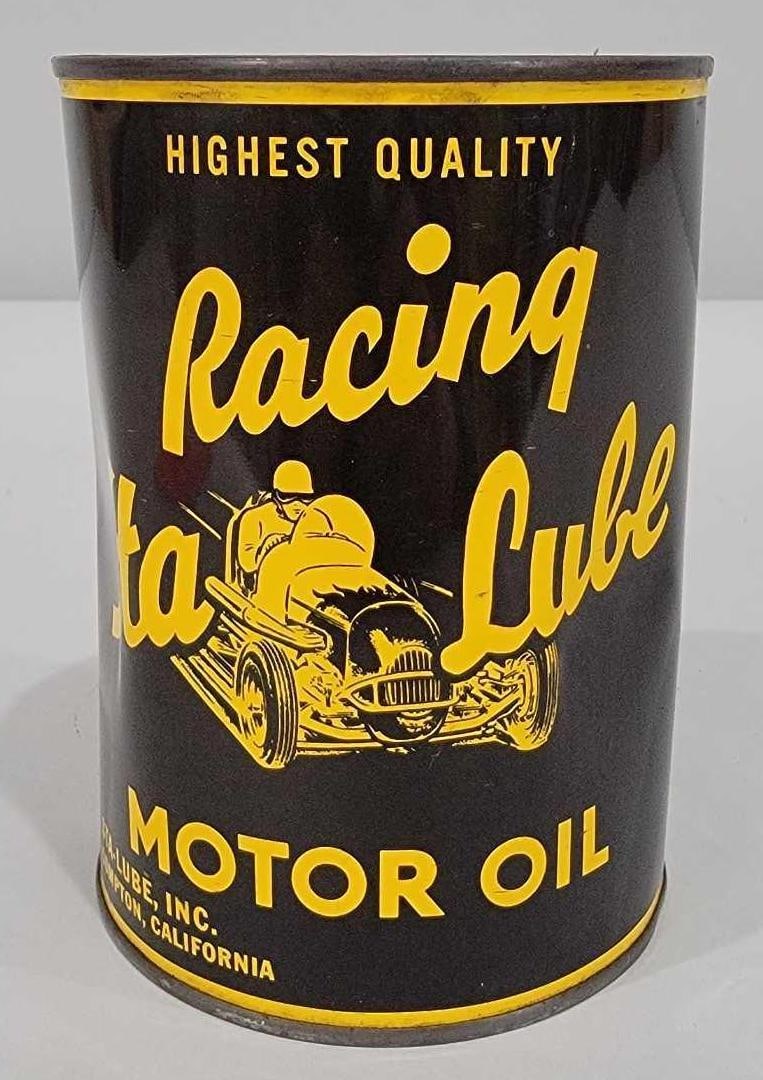 HIGHEST QUALITY
Racing
ta Lube
MOTOR OIL
TA-LUBE, INC.
MPTON, CALIFORNIA